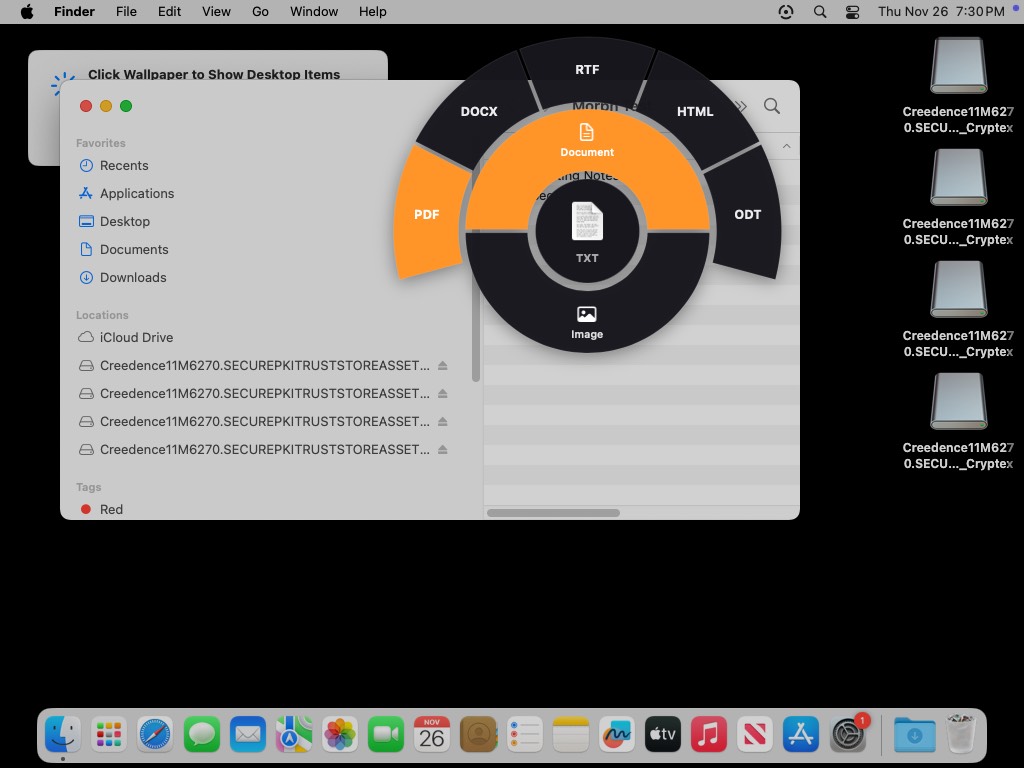 Finder File Edit View Go Window Help Thu Nov 26 7:30 PM
Click Wallpaper to Show Desktop Items
Favorites
Recents
Applications
Desktop
Documents
Downloads
Locations
iCloud Drive
Creedence11M6270.SECUREPKITRUSTSTOREASSET...
Creedence11M6270.SECUREPKITRUSTSTOREASSET...
Creedence11M6270.SECUREPKITRUSTSTOREASSET...
Creedence11M6270.SECUREPKITRUSTSTOREASSET...
Tags
Red
RTF
DOCX
HTML
Document
PDF
ODT
TXT
Image
Creedence11M627
0.SECU..._Cryptex
Creedence11M627
0.SECU..._Cryptex
Creedence11M627
0.SECU..._Cryptex
Creedence11M627
0.SECU..._Cryptex
NOV
26
tv
1